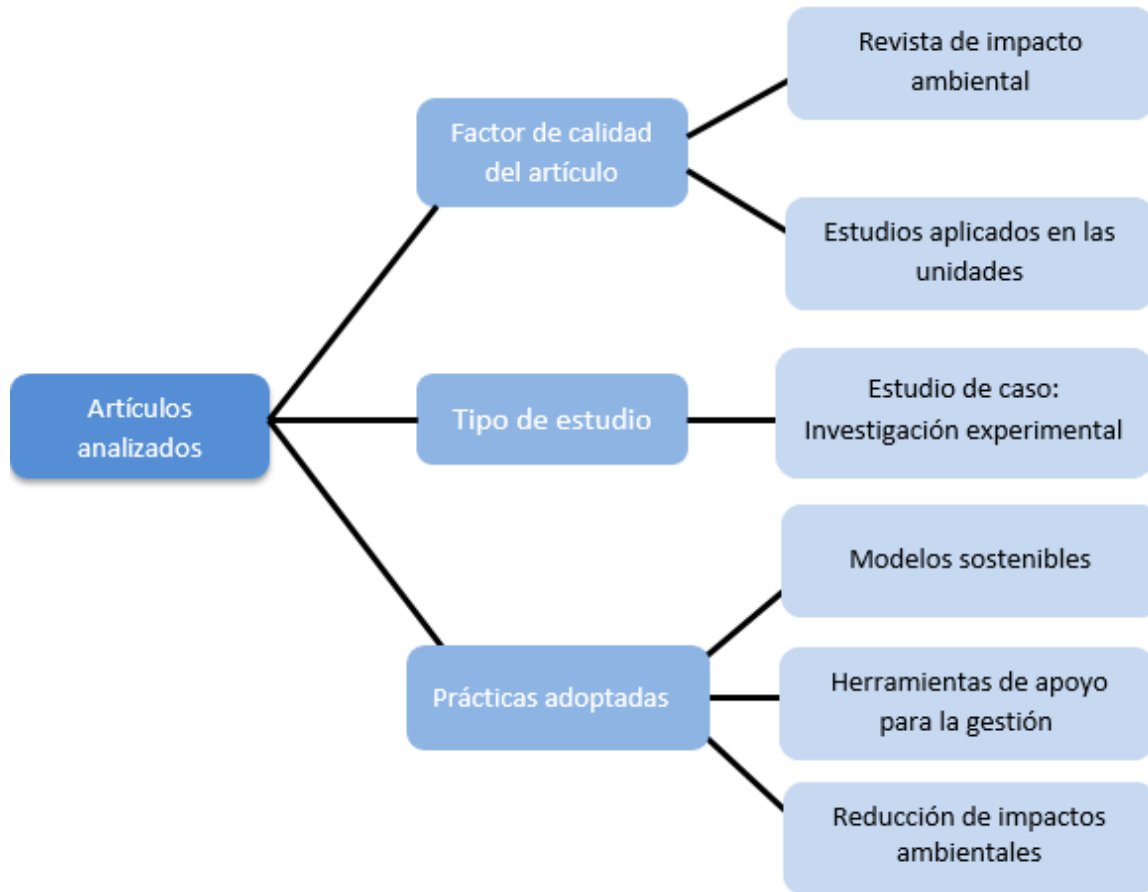 Artículos
analizados
Factor de calidad
del artículo
Revista de impacto
ambiental
Estudios aplicados en las
unidades
Tipo de estudio
Estudio de caso:
Investigación experimental
Prácticas adoptadas
Modelos sostenibles
Herramientas de apoyo
para la gestión
Reducción de impactos
ambientales